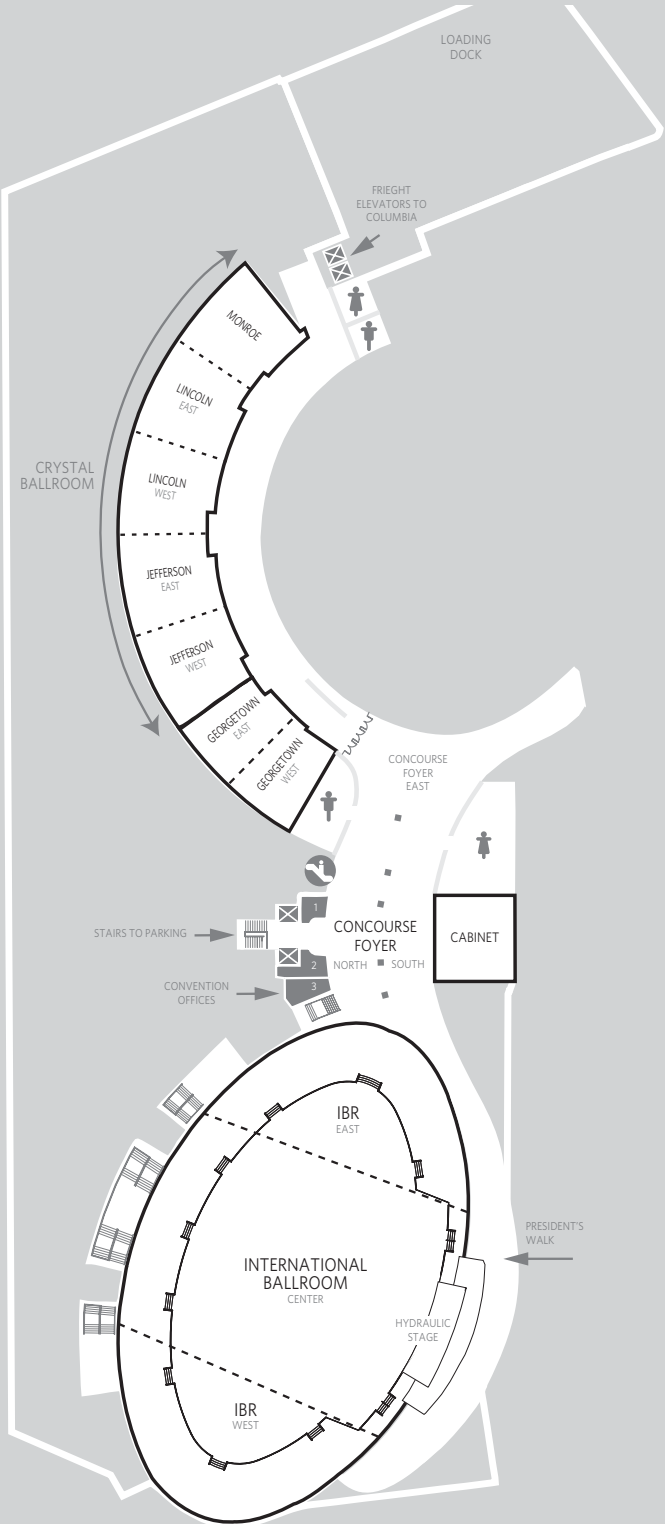 LOADING
DOCK
FRIEGHT
ELEVATORS TO
COLUMBIA
MONROE
LINCOLN
EAST
CRYSTAL
BALLROOM
LINCOLN
WEST
JEFFERSON
EAST
JEFFERSON
WEST
GEORGETOWN
EAST
GEORGETOWN
WEST
CONCOURSE
FOYER
EAST
1
STAIRS TO PARKING
CONCOURSE
FOYER
NORTH
SOUTH
CABINET
2
CONVENTION
OFFICES
3
IBR
EAST
PRESIDENT'S
WALK
INTERNATIONAL
BALLROOM
CENTER
HYDRAULIC
STAGE
IBR
WEST